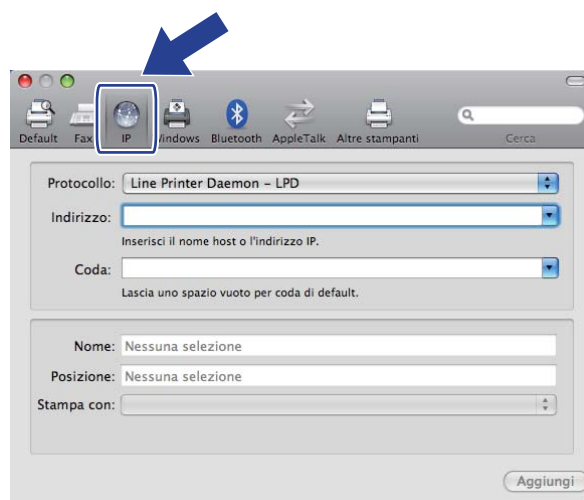 Default Fax IP Windows Bluetooth AppleTalk Altre stampanti Cerca
Protocollo: Line Printer Daemon – LPD
Indirizzo:
Inserisci il nome host o l'indirizzo IP.
Coda:
Lascia uno spazio vuoto per coda di default.
Nome: Nessuna selezione
Posizione: Nessuna selezione
Stampa con:
Aggiungi